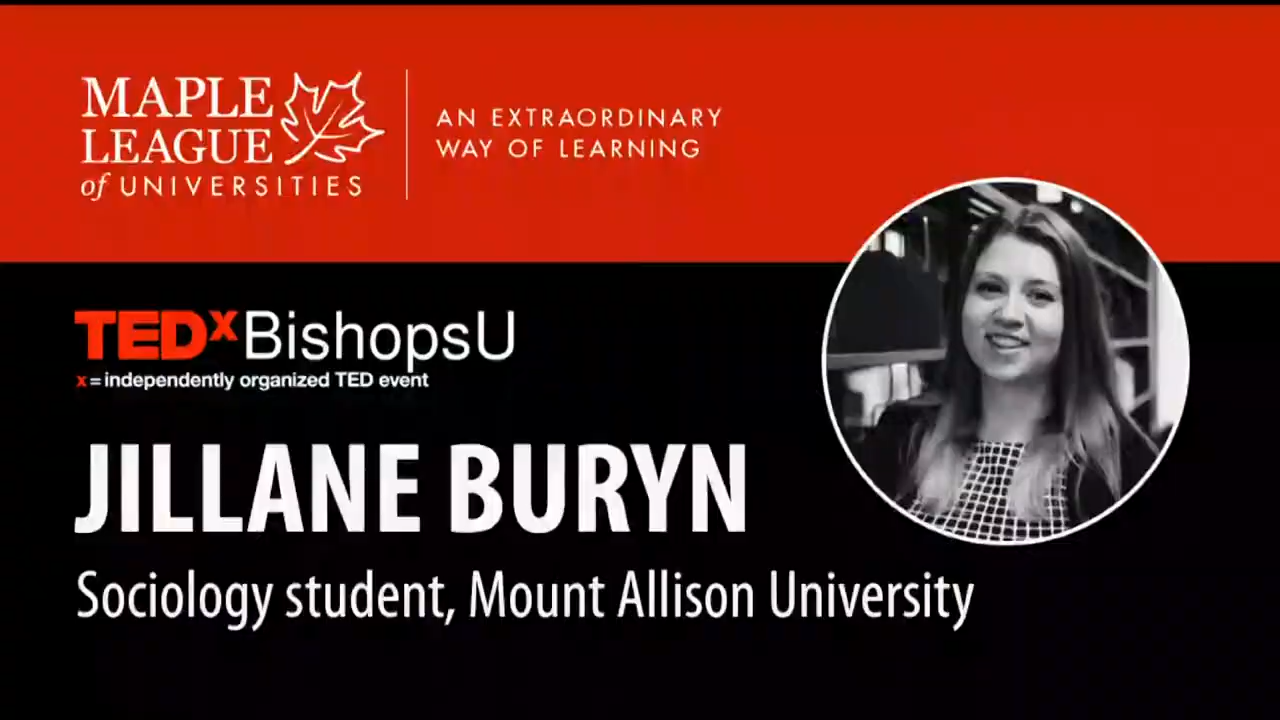 MAPLE
LEAGUE
of UNIVERSITIES
AN EXTRAORDINARY
WAY OF LEARNING
TEDxBishopsU
x=independently organized TED event
JILLANE BURYN
Sociology student, Mount Allison University